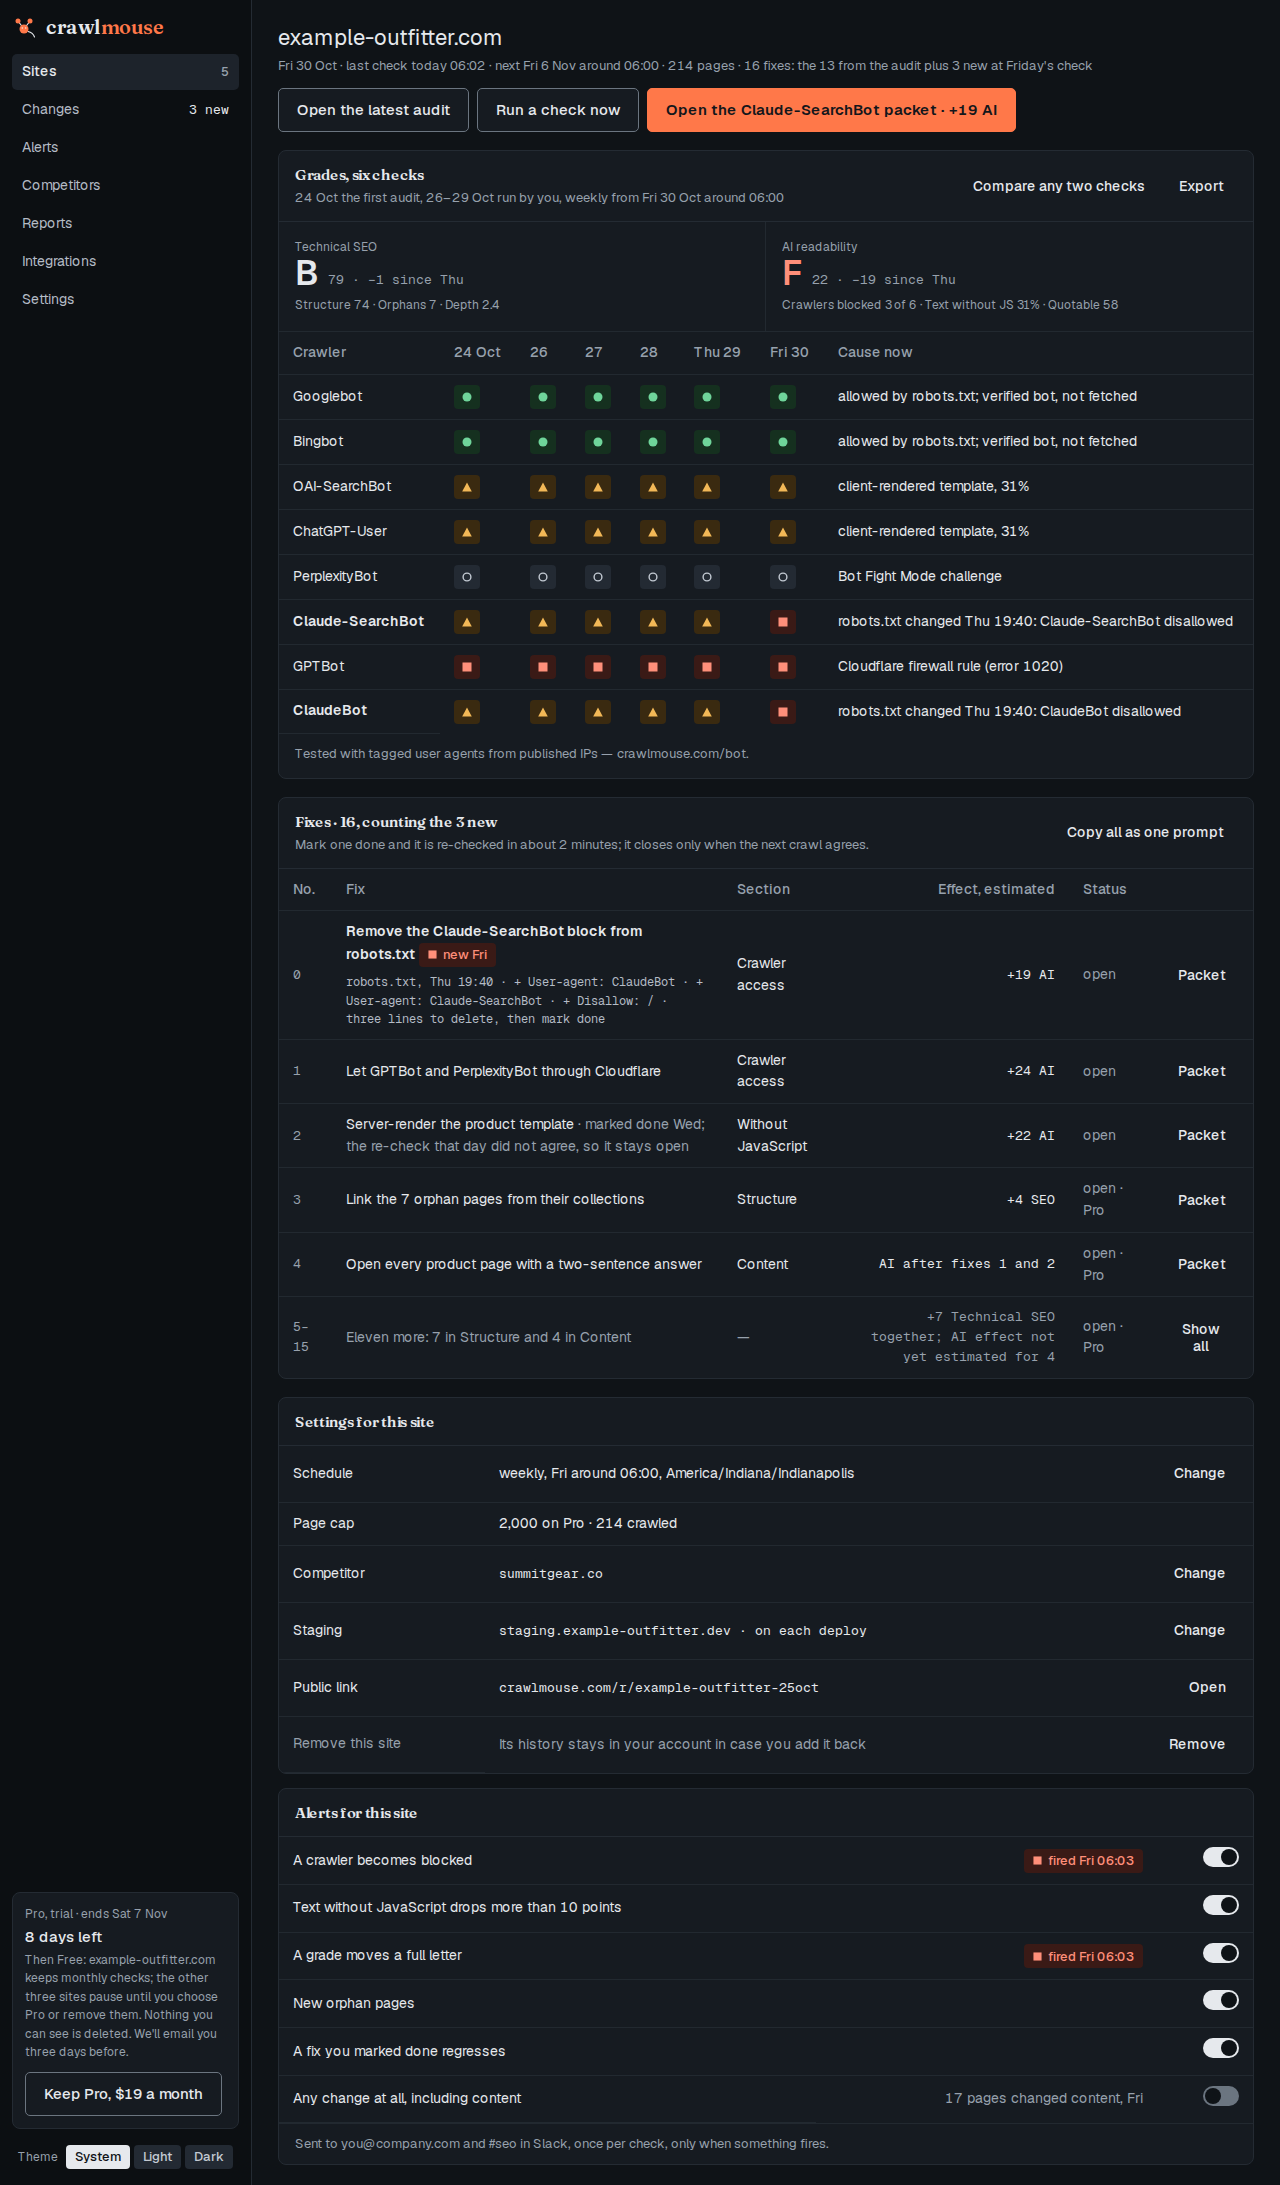 crawlmouse
Sites 5
Changes 3 new
Alerts
Competitors
Reports
Integrations
Settings
Pro, trial · ends Sat 7 Nov
8 days left
Then Free: example-outfitter.com
keeps monthly checks; the other
three sites pause until you choose
Pro or remove them. Nothing you
can see is deleted. We'll email you
three days before.
Keep Pro, $19 a month
Theme System Light Dark
example-outfitter.com
Fri 30 Oct · last check today 06:02 · next Fri 6 Nov around 06:00 · 214 pages · 16 fixes: the 13 from the audit plus 3 new at Friday's check
Open the latest audit Run a check now Open the Claude-SearchBot packet · +19 AI
Grades, six checks
24 Oct the first audit, 26–29 Oct run by you, weekly from Fri 30 Oct around 06:00
Compare any two checks Export
Technical SEO
B 79 · −1 since Thu
Structure 74 · Orphans 7 · Depth 2.4
AI readability
F 22 · −19 since Thu
Crawlers blocked 3 of 6 · Text without JS 31% · Quotable 58
Crawler 24 Oct 26 27 28 Thu 29 Fri 30 Cause now
Googlebot allowed by robots.txt; verified bot, not fetched
Bingbot allowed by robots.txt; verified bot, not fetched
OAI-SearchBot client-rendered template, 31%
ChatGPT-User client-rendered template, 31%
PerplexityBot Bot Fight Mode challenge
Claude-SearchBot robots.txt changed Thu 19:40: Claude-SearchBot disallowed
GPTBot Cloudflare firewall rule (error 1020)
ClaudeBot robots.txt changed Thu 19:40: ClaudeBot disallowed
Tested with tagged user agents from published IPs — crawlmouse.com/bot.
Fixes · 16, counting the 3 new
Mark one done and it is re-checked in about 2 minutes; it closes only when the next crawl agrees.
Copy all as one prompt
No. Fix Section Effect, estimated Status
0 Remove the Claude-SearchBot block from
robots.txt new Fri
robots.txt, Thu 19:40 · + User-agent: ClaudeBot · +
User-agent: Claude-SearchBot · + Disallow: / ·
three lines to delete, then mark done
Crawler
access
+19 AI open Packet
1 Let GPTBot and PerplexityBot through Cloudflare
Crawler
access
+24 AI open Packet
2 Server-render the product template · marked done Wed;
the re-check that day did not agree, so it stays open
Without
JavaScript
+22 AI open Packet
3 Link the 7 orphan pages from their collections Structure +4 SEO
open ·
Pro
Packet
4 Open every product page with a two-sentence answer Content AI after fixes 1 and 2
open ·
Pro
Packet
5–
15
Eleven more: 7 in Structure and 4 in Content —
+7 Technical SEO
together; AI effect not
yet estimated for 4
open ·
Pro
Show
all
Settings for this site
Schedule weekly, Fri around 06:00, America/Indiana/Indianapolis Change
Page cap 2,000 on Pro · 214 crawled
Competitor summitgear.co Change
Staging staging.example-outfitter.dev · on each deploy Change
Public link crawlmouse.com/r/example-outfitter-25oct Open
Remove this site Its history stays in your account in case you add it back Remove
Alerts for this site
A crawler becomes blocked fired Fri 06:03
Text without JavaScript drops more than 10 points
A grade moves a full letter fired Fri 06:03
New orphan pages
A fix you marked done regresses
Any change at all, including content 17 pages changed content, Fri
Sent to you@company.com and #seo in Slack, once per check, only when something fires.